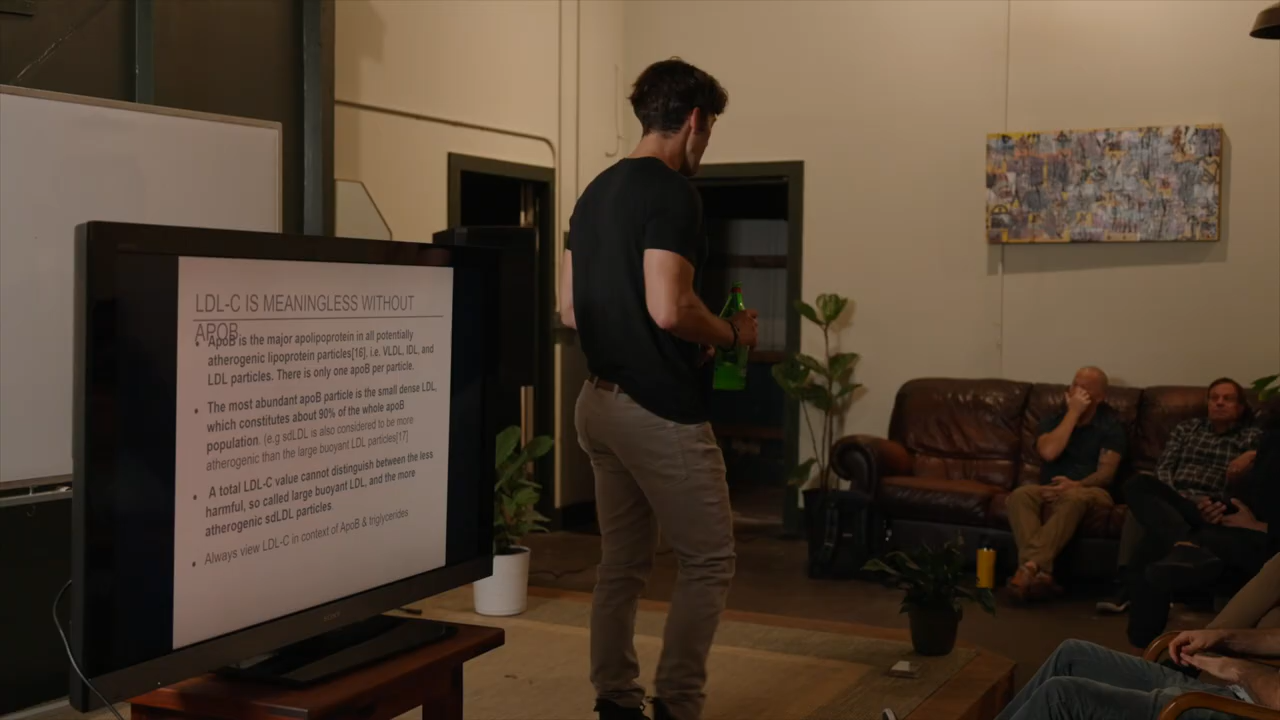 LDL-C IS MEANINGLESS WITHOUT
APOB
• ApoB is the major apolipoprotein in all potentially
atherogenic lipoprotein particles[16], i.e. VLDL, IDL, and
LDL particles. There is only one apoB per particle.
• The most abundant apoB particle is the small dense LDL,
which constitutes about 90% of the whole apoB
population. (e.g sdLDL is also considered to be more
atherogenic than the large buoyant LDL particles[17]
• A total LDL-C value cannot distinguish between the less
harmful, so called large buoyant LDL, and the more
atherogenic sdLDL particles
• Always view LDL-C in context of ApoB & triglycerides
SONY